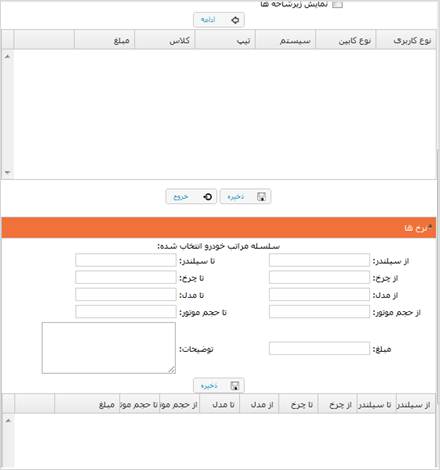 نمایش زیرشاخه ها
ادامه
نوع کاربری نوع کابین سیستم تیپ کلاس مبلغ
ذخیره خروج
نرخ ها
سلسله مراتب خودرو انتخاب شده:
از سیلندر: تا سیلندر:
از چرخ: تا چرخ:
از مدل: تا مدل:
از حجم موتور: تا حجم موتور:
مبلغ: توضیحات:
ذخیره
از سیلندر تا سیلندر از چرخ تا چرخ از مدل تا مدل از حجم موتو تا حجم موتو مبلغ